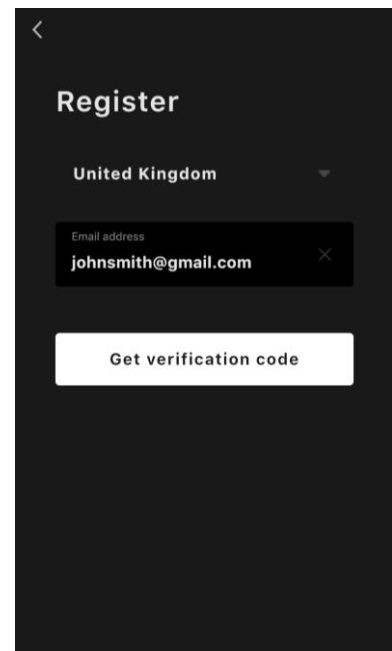 Register
United Kingdom
Email address
johnsmith@gmail.com
Get verification code